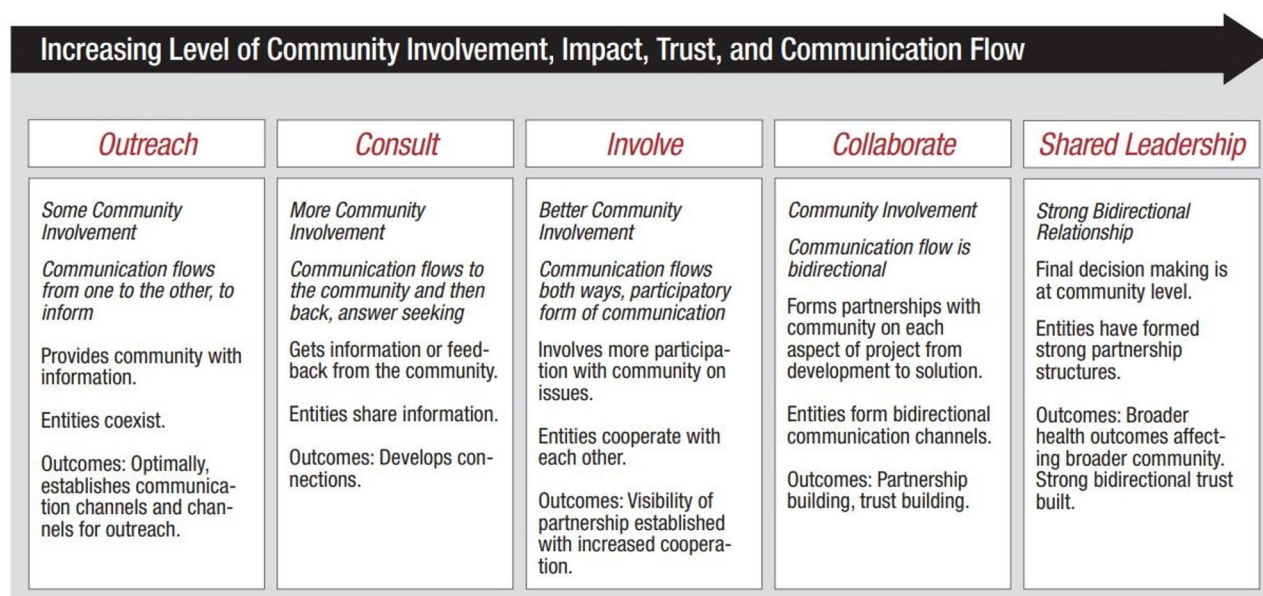 Increasing Level of Community Involvement, Impact, Trust, and Communication Flow
Outreach
Some Community
Involvement
Communication flows
from one to the other, to
inform
Provides community with
information.
Entities coexist.
Outcomes: Optimally,
establishes communica-
tion channels and chan-
nels for outreach.
Consult
More Community
Involvement
Communication flows to
the community and then
back, answer seeking
Gets information or feed-
back from the community.
Entities share information.
Outcomes: Develops con-
nections.
Involve
Better Community
Involvement
Communication flows
both ways, participatory
form of communication
Involves more participa-
tion with community on
issues.
Entities cooperate with
each other.
Outcomes: Visibility of
partnership established
with increased coopera-
tion.
Collaborate
Community Involvement
Communication flow is
bidirectional
Forms partnerships with
community on each
aspect of project from
development to solution.
Entities form bidirectional
communication channels.
Outcomes: Partnership
building, trust building.
Shared Leadership
Strong Bidirectional
Relationship
Final decision making is
at community level.
Entities have formed
strong partnership
structures.
Outcomes: Broader
health outcomes affect-
ing broader community.
Strong bidirectional trust
built.